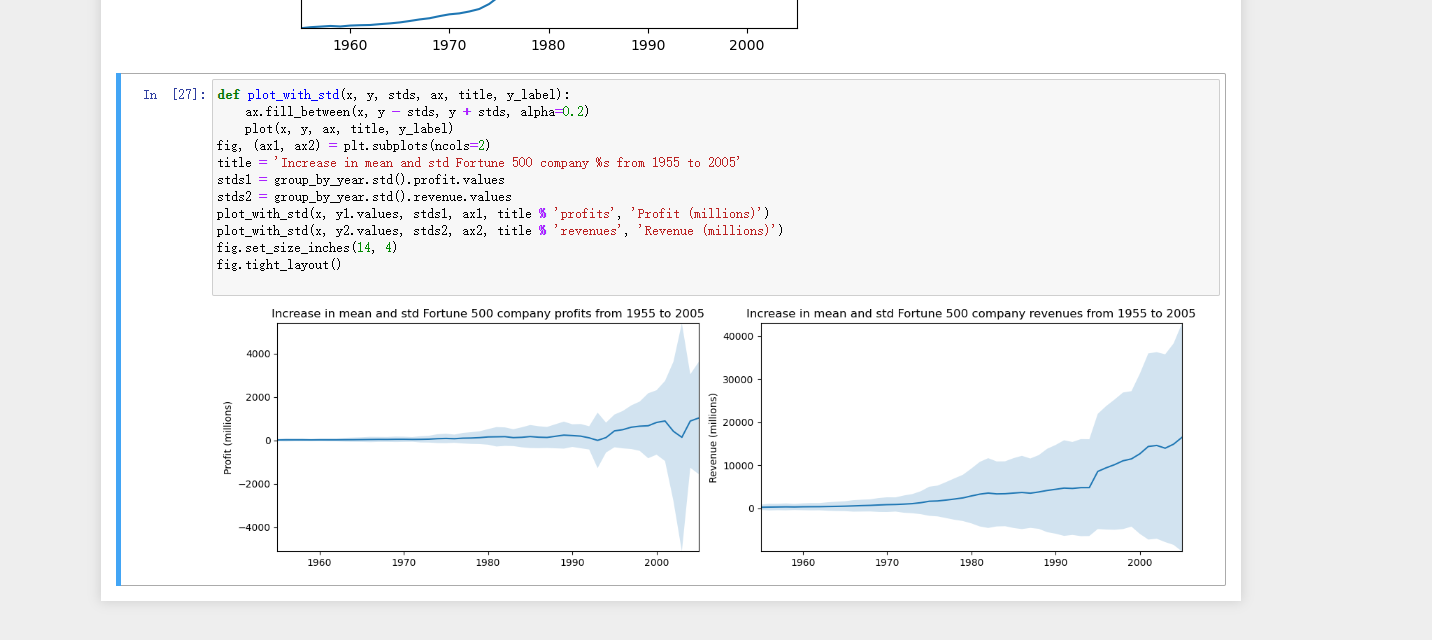 1960 1970 1980 1990 2000
In [27]: def plot_with_std(x, y, stds, ax, title, y_label):
ax.fill_between(x, y - stds, y + stds, alpha=0.2)
plot(x, y, ax, title, y_label)
fig, (ax1, ax2) = plt.subplots(ncols=2)
title = 'Increase in mean and std Fortune 500 company %s from 1955 to 2005'
stds1 = group_by_year.std().profit.values
stds2 = group_by_year.std().revenue.values
plot_with_std(x, y1.values, stds1, ax1, title % 'profits', 'Profit (millions)')
plot_with_std(x, y2.values, stds2, ax2, title % 'revenues', 'Revenue (millions)')
fig.set_size_inches(14, 4)
fig.tight_layout()
Increase in mean and std Fortune 500 company profits from 1955 to 2005
Profit (millions)
4000
2000
0
−2000
−4000
1960 1970 1980 1990 2000
Increase in mean and std Fortune 500 company revenues from 1955 to 2005
Revenue (millions)
40000
30000
20000
10000
0
1960 1970 1980 1990 2000